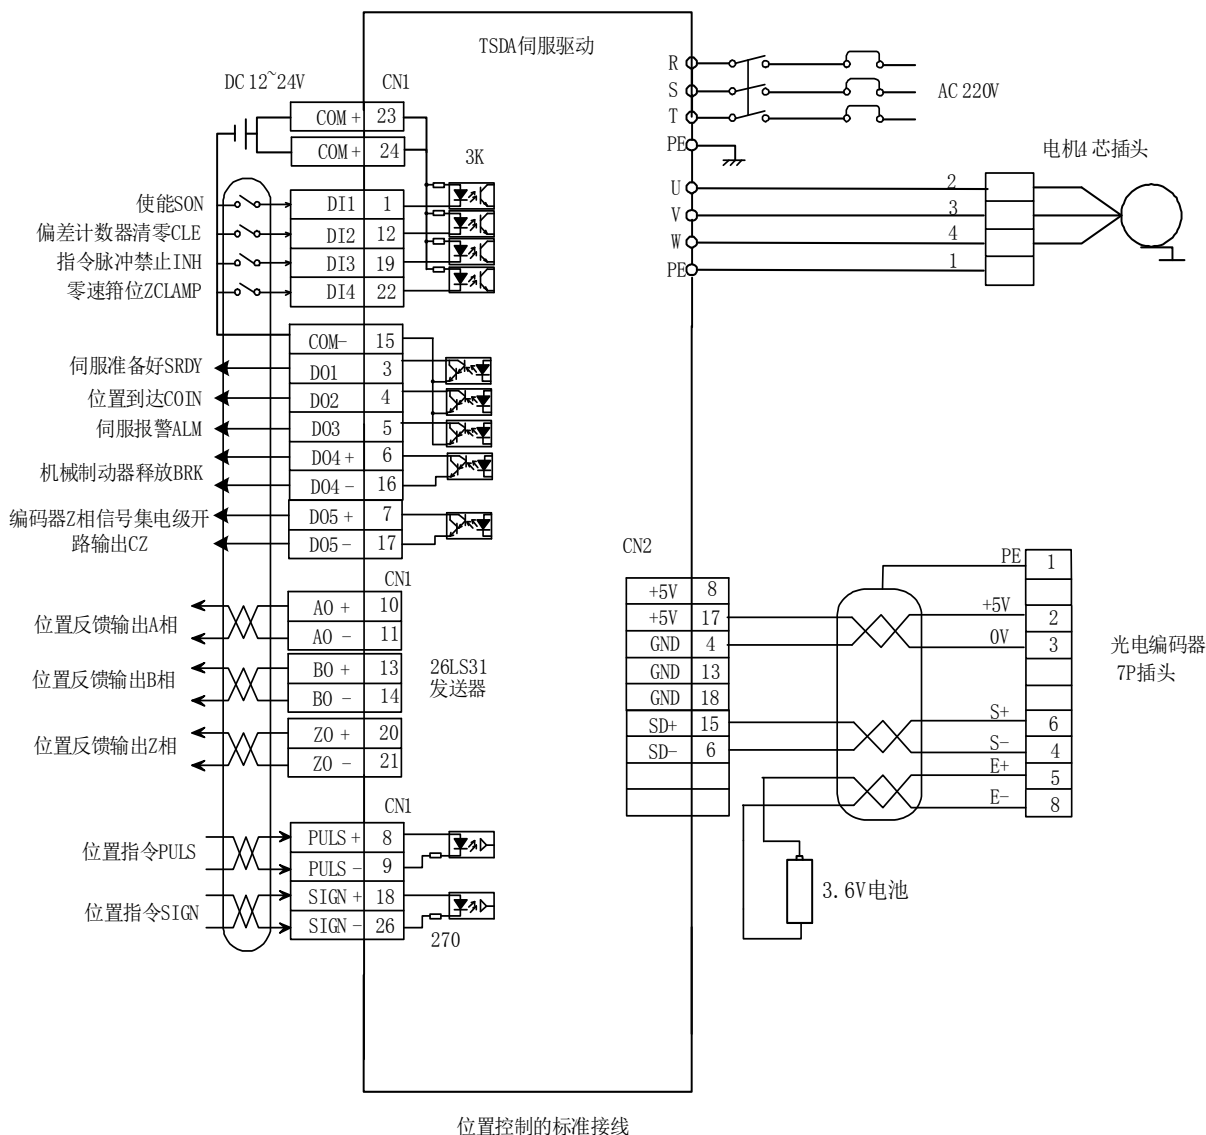 TSDA伺服驱动
DC 12~24V
CN1
COM+ 23
COM+ 24
3K
使能SON DI1 1
偏差计数器清零CLE DI2 12
指令脉冲禁止INH DI3 19
零速箝位ZCLAMP DI4 22
COM- 15
伺服准备好SRDY DO1 3
位置到达COIN DO2 4
伺服报警ALM DO3 5
DO4+ 6
机械制动器释放BRK
DO4- 16
编码器Z相信号集电级开
路输出CZ
DO5+ 7
DO5- 17
CN1
位置反馈输出A相
AO+ 10
AO- 11
位置反馈输出B相
BO+ 13
BO- 14
26LS31
发送器
位置反馈输出Z相
ZO+ 20
ZO- 21
CN1
位置指令PULS
PULS+ 8
PULS- 9
位置指令SIGN
SIGN+ 18
SIGN- 26
270
R
S
T
PE
AC 220V
电机4芯插头
U 2
V 3
W 4
PE 1
CN2
+5V 8
+5V 17
GND 4
GND 13
GND 18
SD+ 15
SD- 6
PE 1
+5V 2
0V 3
S+ 6
S- 4
E+ 5
E- 8
光电编码器
7P插头
3.6V电池
位置控制的标准接线